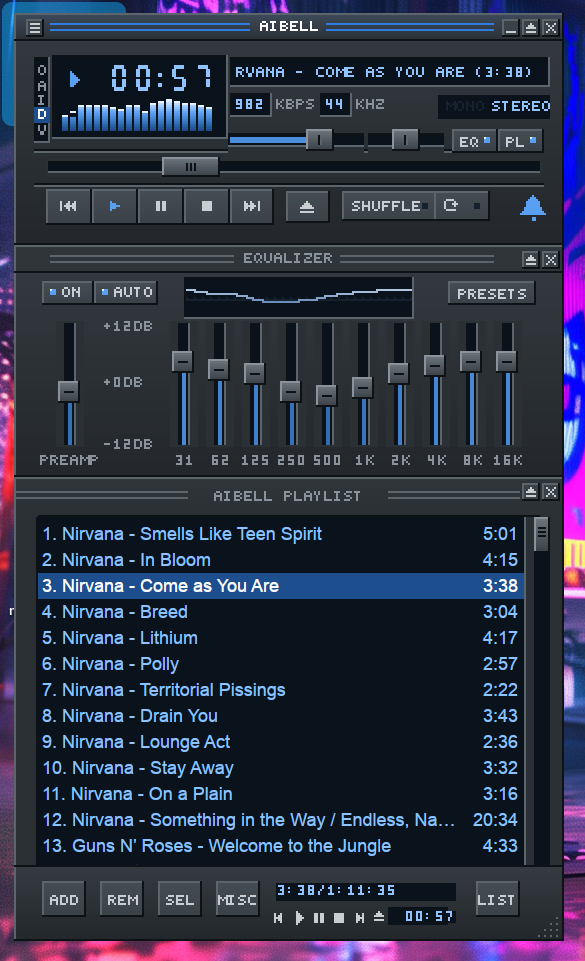 AIBELL
O
A
I
D
V
00:57
RVANA - COME AS YOU ARE (3:38)
982 KBPS 44 KHZ
MONO STEREO
EQ PL
SHUFFLE
EQUALIZER
ON AUTO
PRESETS
+12DB
+0DB
-12DB
PREAMP 31 62 125 250 500 1K 2K 4K 8K 16K
AIBELL PLAYLIST
1. Nirvana - Smells Like Teen Spirit 5:01
2. Nirvana - In Bloom 4:15
3. Nirvana - Come as You Are 3:38
4. Nirvana - Breed 3:04
5. Nirvana - Lithium 4:17
6. Nirvana - Polly 2:57
7. Nirvana - Territorial Pissings 2:22
8. Nirvana - Drain You 3:43
9. Nirvana - Lounge Act 2:36
10. Nirvana - Stay Away 3:32
11. Nirvana - On a Plain 3:16
12. Nirvana - Something in the Way / Endless, Na... 20:34
13. Guns N' Roses - Welcome to the Jungle 4:33
ADD REM SEL MISC
3:38/1:11:35
00:57
LIST